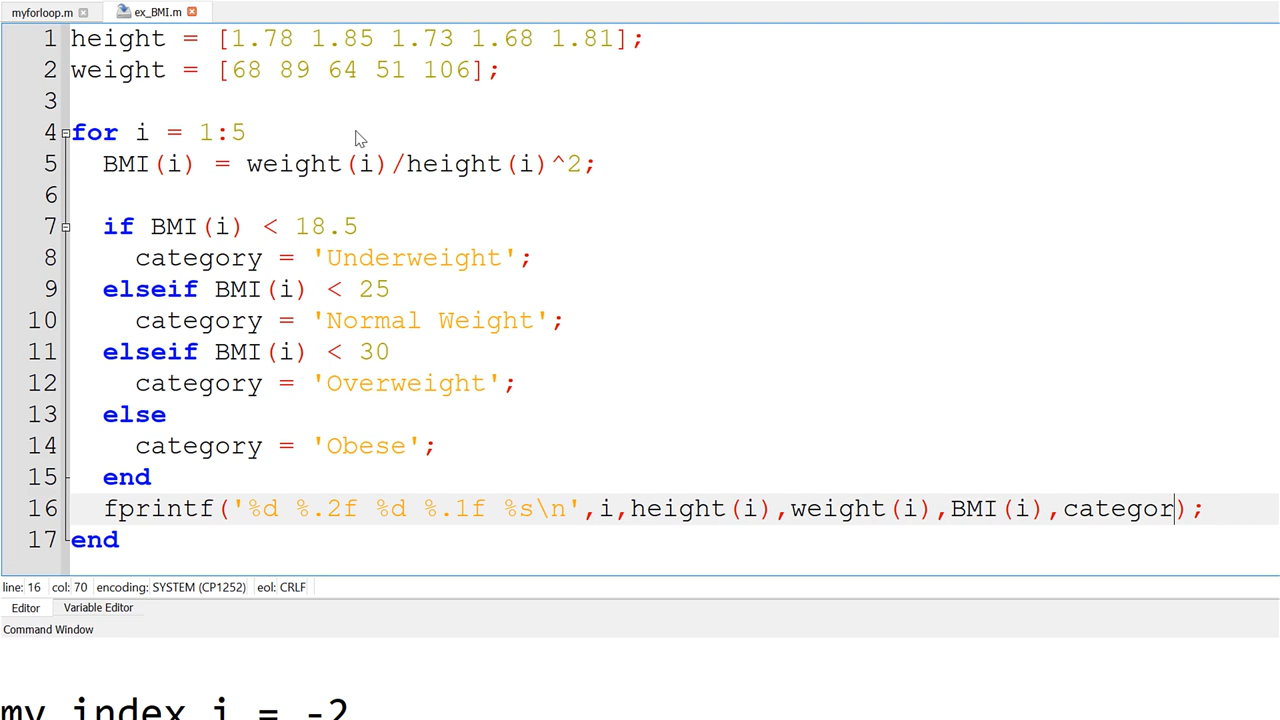 myforloop.m ex_BMI.m
1 height = [1.78 1.85 1.73 1.68 1.81];
2 weight = [68 89 64 51 106];
3
4 for i = 1:5
5 BMI(i) = weight(i)/height(i)^2;
6
7 if BMI(i) < 18.5
8 category = 'Underweight';
9 elseif BMI(i) < 25
10 category = 'Normal Weight';
11 elseif BMI(i) < 30
12 category = 'Overweight';
13 else
14 category = 'Obese';
15 end
16 fprintf('%d %.2f %d %.1f %s\n',i,height(i),weight(i),BMI(i),categor);
17 end
line: 16 col: 70 encoding: SYSTEM (CP1252) eol: CRLF
Editor Variable Editor
Command Window
my index i = -2